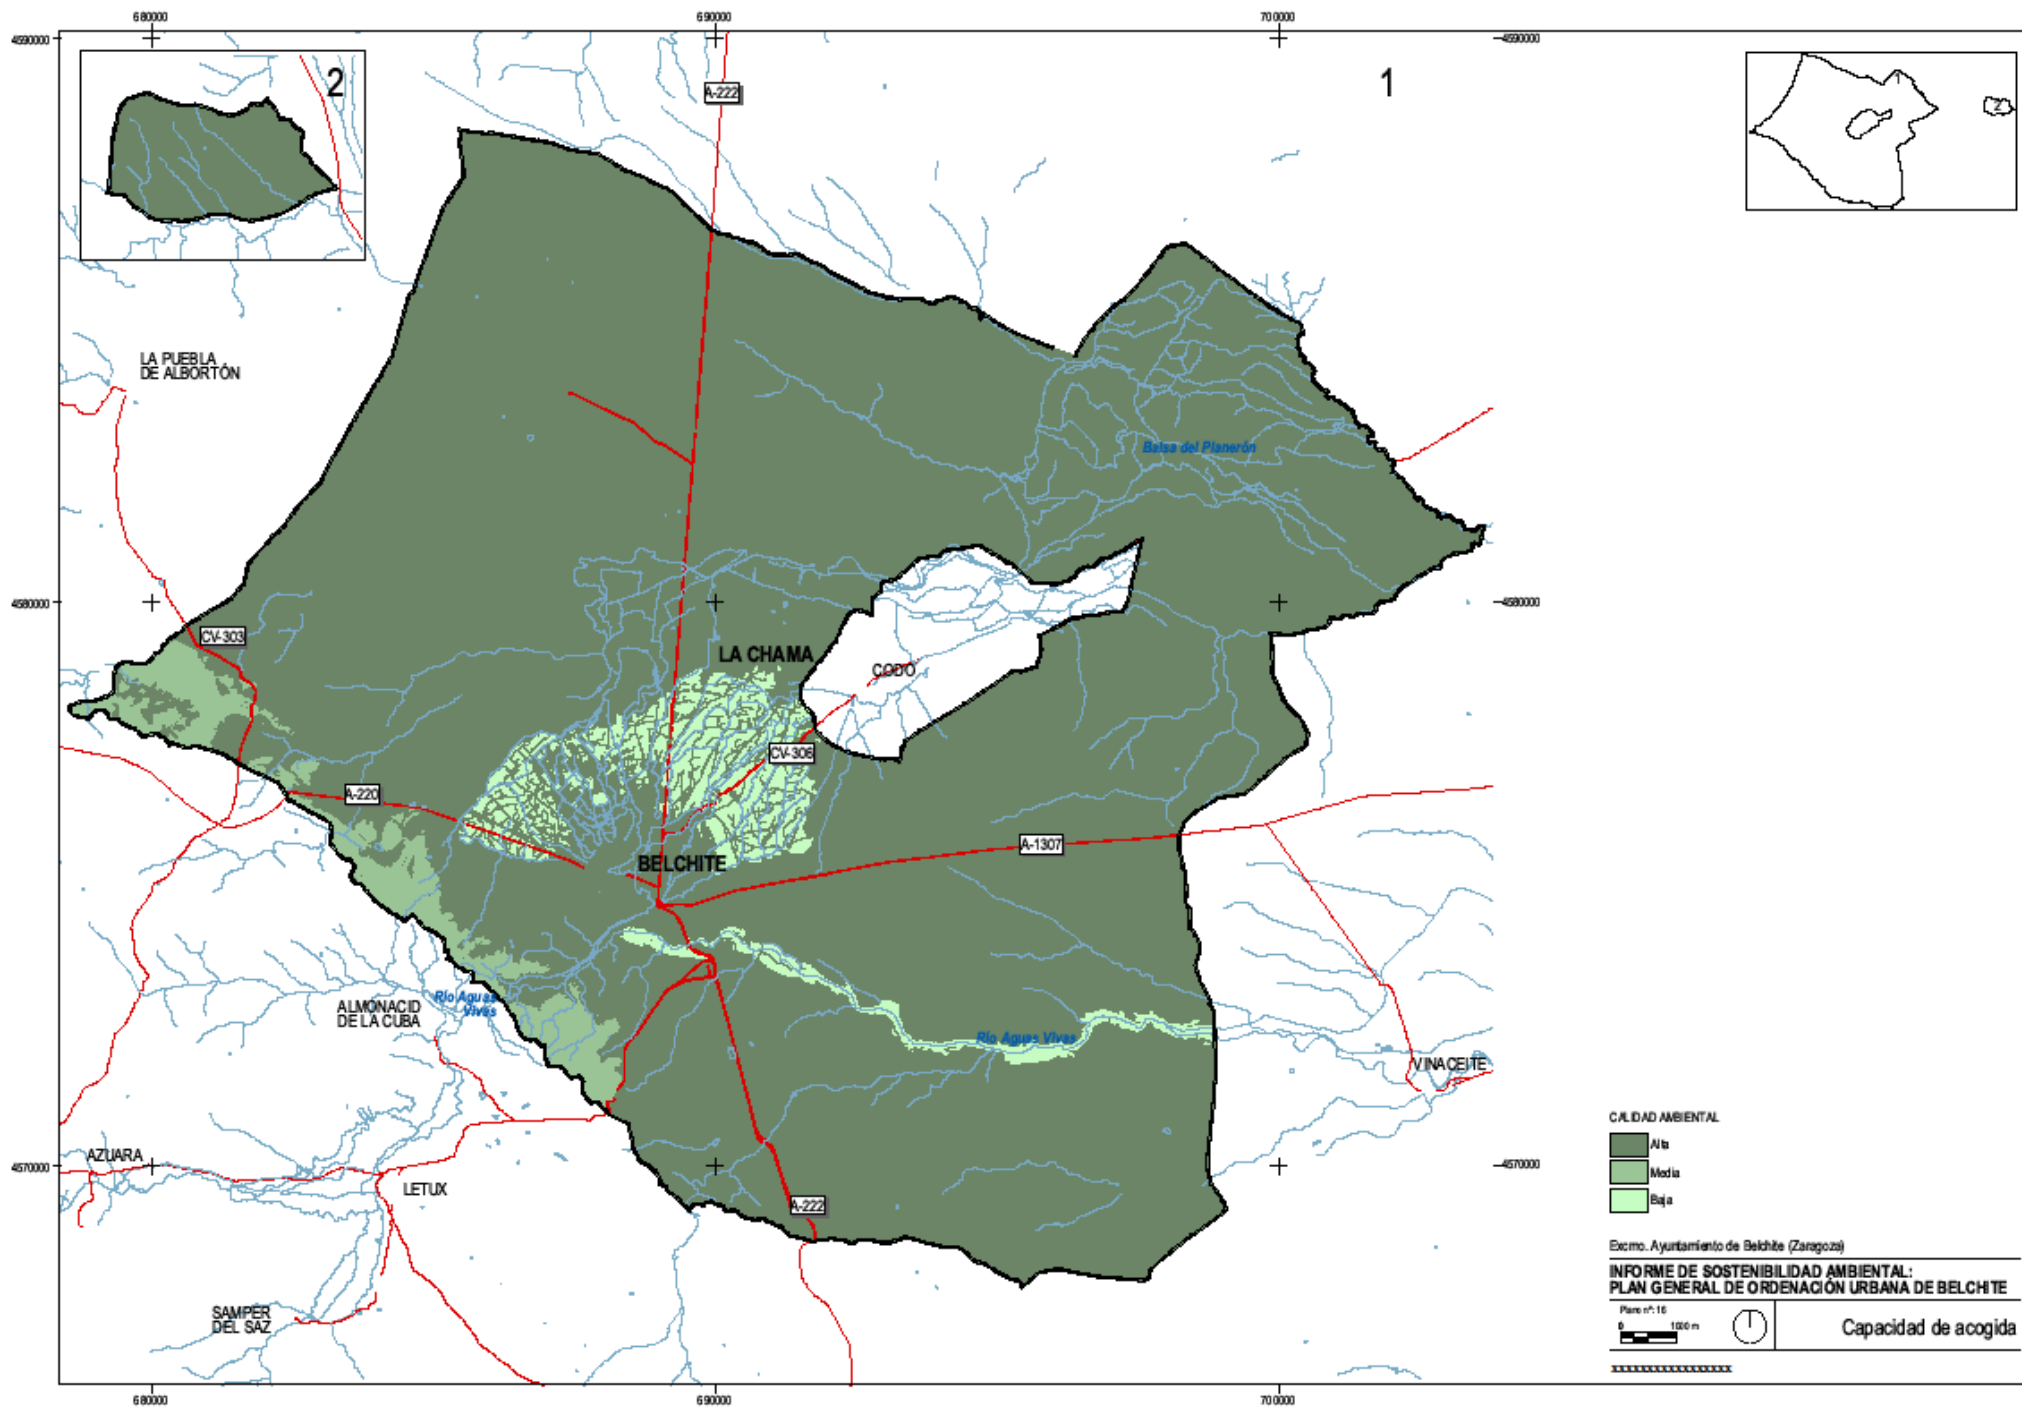 680000
690000
700000
4590000
4590000
2
1
A-222
1
2
LA PUEBLA
DE ALBORTÓN
Balsa del Planerón
4580000
4580000
CV-303
LA CHAMA
CODO
CV-306
A-220
A-1307
BELCHITE
Río Aguas
Vivas
ALMONACID
DE LA CUBA
Río Aguas Vivas
VINACEITE
CALIDAD AMBIENTAL
Alta
Media
Baja
AZUARA
4570000
4570000
LETUX
A-222
Excmo. Ayuntamiento de Belchite (Zaragoza)
INFORME DE SOSTENIBILIDAD AMBIENTAL:
PLAN GENERAL DE ORDENACIÓN URBANA DE BELCHITE
SAMPER
DEL SAZ
Plano nº: 16
0 1000 m
Capacidad de acogida
xxxxxxxxxxxxxxxxx
680000
690000
700000